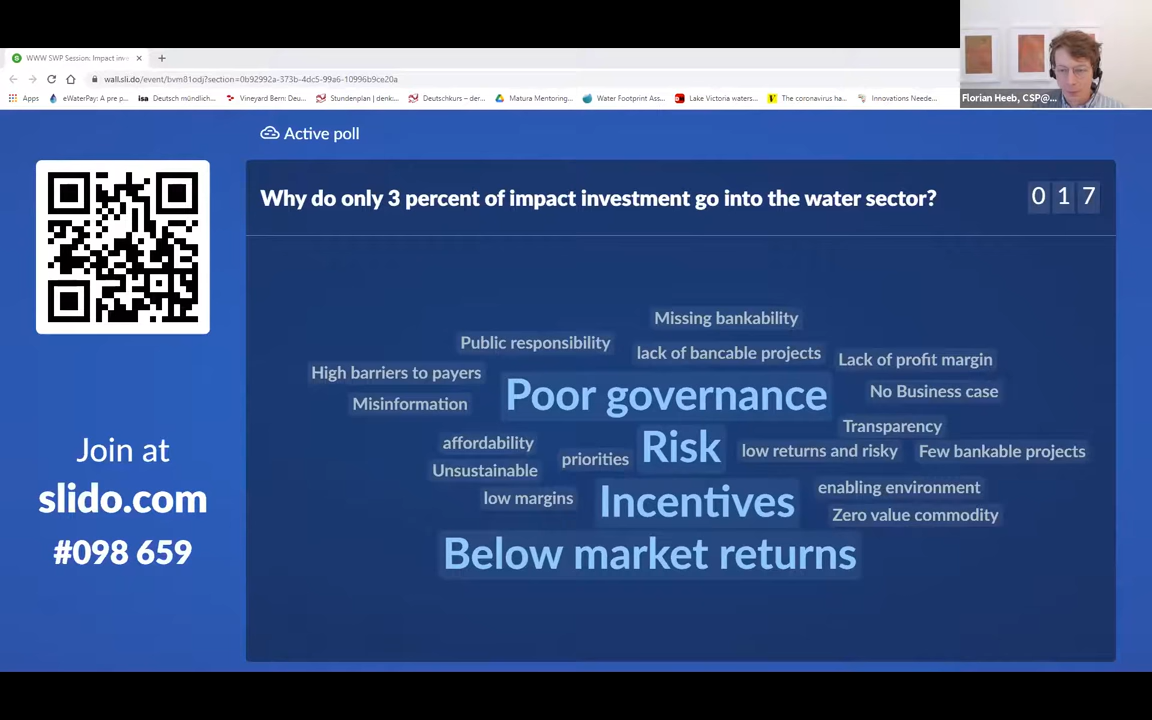 WWW SWP Session: Impact inv
wall.sli.do/event/bvm81odj?section=0b92992a-373b-4dc5-99a6-10996b9ce20a
Apps
eWaterPay: A pre p...
isa Deutsch mündlich...
Vineyard Bern: Deu...
Stundenplan | denk:...
Deutschkurs – der...
Matura Mentoring...
Water Footprint Ass...
Lake Victoria waters...
The coronavirus ha...
Innovations Neede...
Florian Heeb, CSP@...
Active poll
Why do only 3 percent of impact investment go into the water sector?
0 1 7
Missing bankability
Public responsibility
lack of bancable projects
Lack of profit margin
High barriers to payers
Poor governance
No Business case
Misinformation
Transparency
affordability
Risk
low returns and risky
Few bankable projects
priorities
Unsustainable
low margins
Incentives
enabling environment
Zero value commodity
Below market returns
Join at
slido.com
#098 659